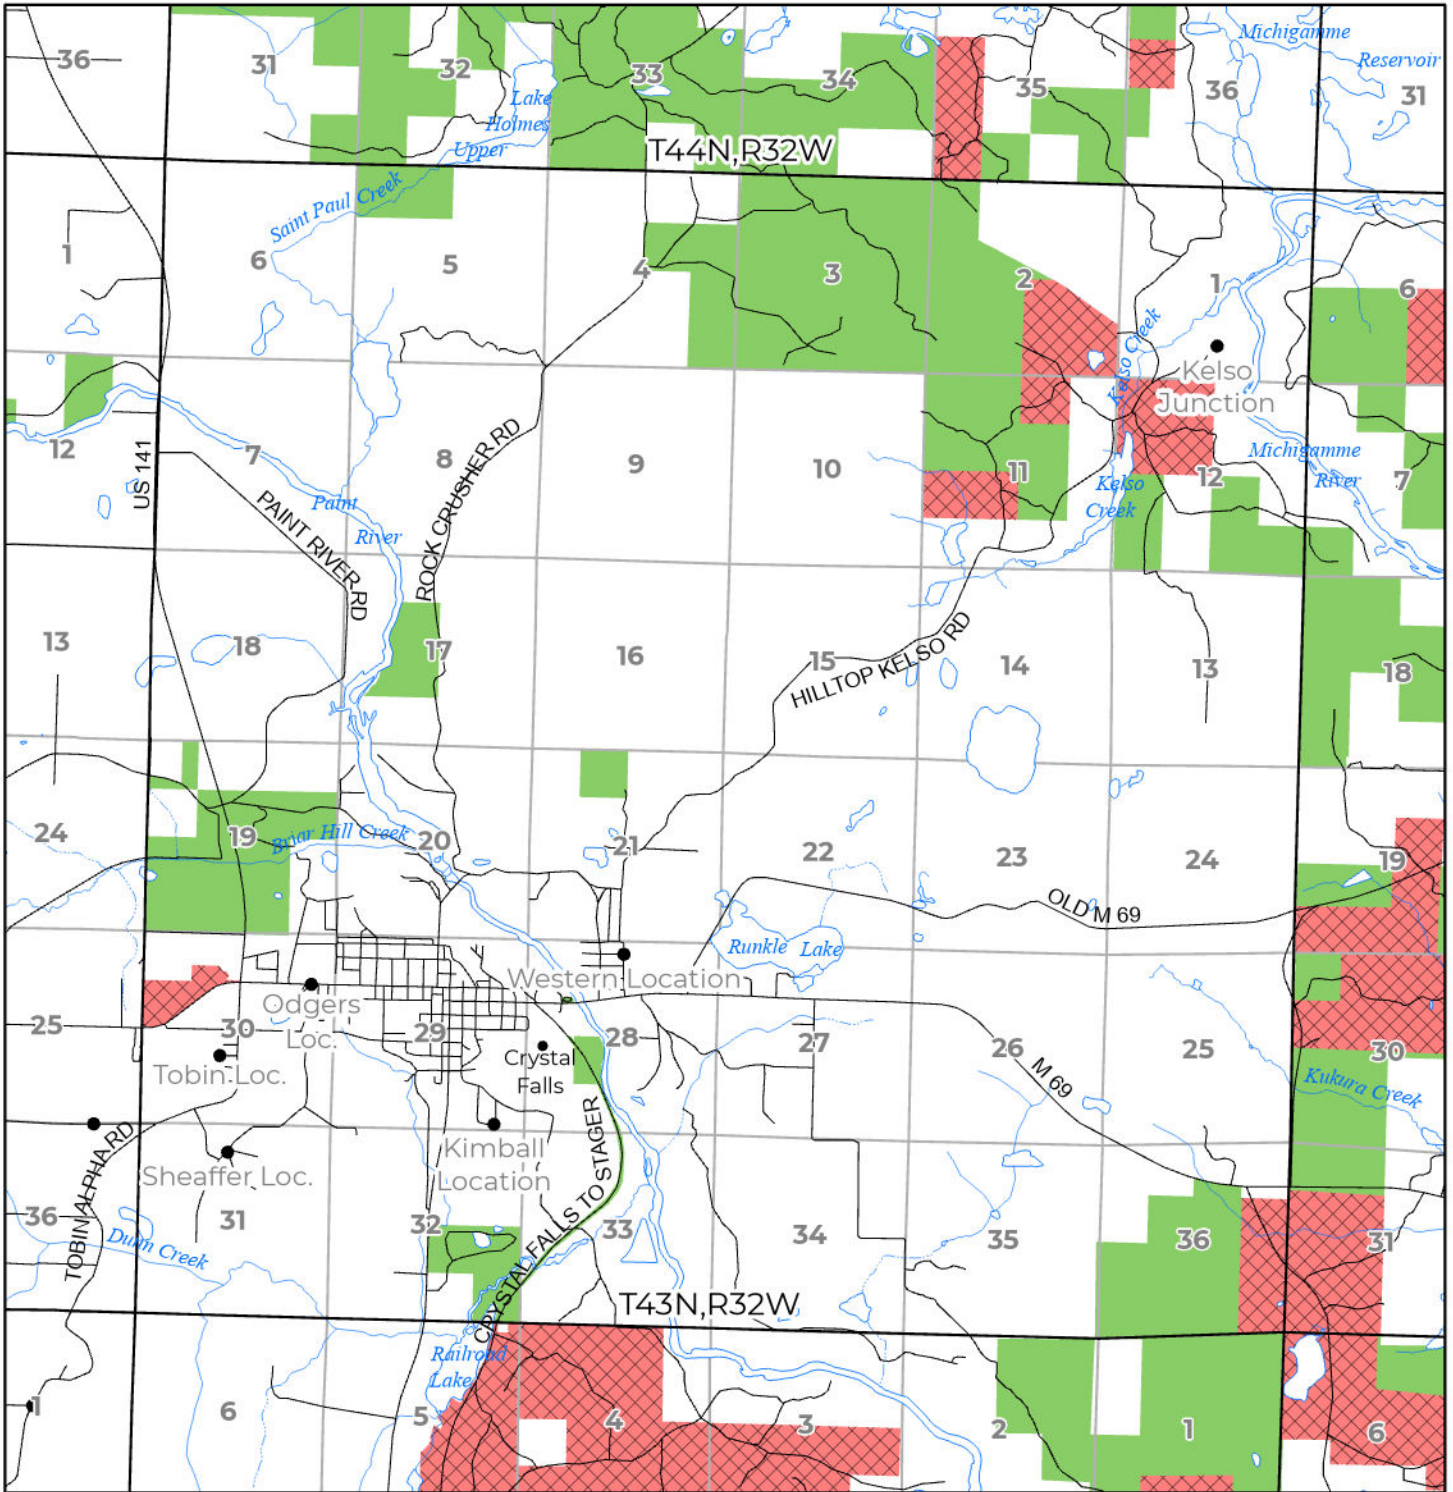 36
31
32
33
34
35
36
31
Michigamme
Reservoir
Lake
Holmes
Upper
T44N,R32W
Saint Paul Creek
1
6
5
4
3
2
1
6
Kelso Creek
Kelso
Junction
12
7
8
9
10
11
12
7
US 141
PAINT RIVER RD
Paint
River
ROCK CRUSHER RD
Kelso
Creek
Michigamme
River
13
18
17
16
15
14
13
18
HILLTOP KELSO RD
24
19
Briar Hill Creek
20
21
22
23
24
19
OLD M 69
Runkle Lake
Western Location
Odgers
Loc.
25
30
29
28
27
26
25
30
Tobin Loc.
Crystal
Falls
M 69
Kukura Creek
Kimball
Location
Sheaffer Loc.
TOBIN ALPHA RD
CRYSTAL FALLS TO STAGER
36
31
32
33
34
35
36
31
Dunn Creek
T43N,R32W
Railroad
Lake
1
6
5
4
3
2
1
6